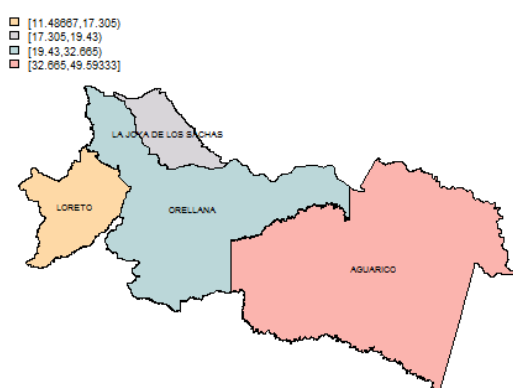 [11.48667,17.305)
[17.305,19.43)
[19.43,32.665)
[32.665,49.59333]
LA JOYA DE LOS SACHAS
LORETO
ORELLANA
AGUARICO